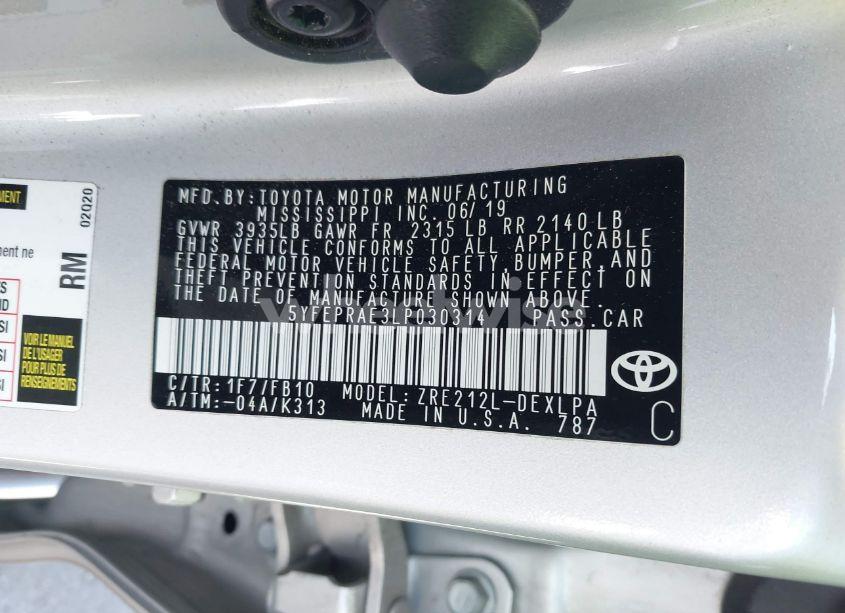 MFD. BY: TOYOTA MOTOR MANUFACTURING
MISSISSIPPI INC. 06/19
GVWR 3935LB GAWR FR 2315 LB RR 2140 LB
THIS VEHICLE CONFORMS TO ALL APPLICABLE
FEDERAL MOTOR VEHICLE SAFETY, BUMPER, AND
THEFT PREVENTION STANDARDS IN EFFECT ON
THE DATE OF MANUFACTURE SHOWN ABOVE.
5YFEPRAE3LP030314 PASS.CAR
C/TR: 1F7/FB10 MODEL: ZRE212L-DEXLPA
A/TM: -04A/K313 MADE IN U.S.A. 787
C
02Q20
RM
VOIR LE MANUEL
DE L'USAGER
POUR PLUS DE
RENSEIGNEMENTS